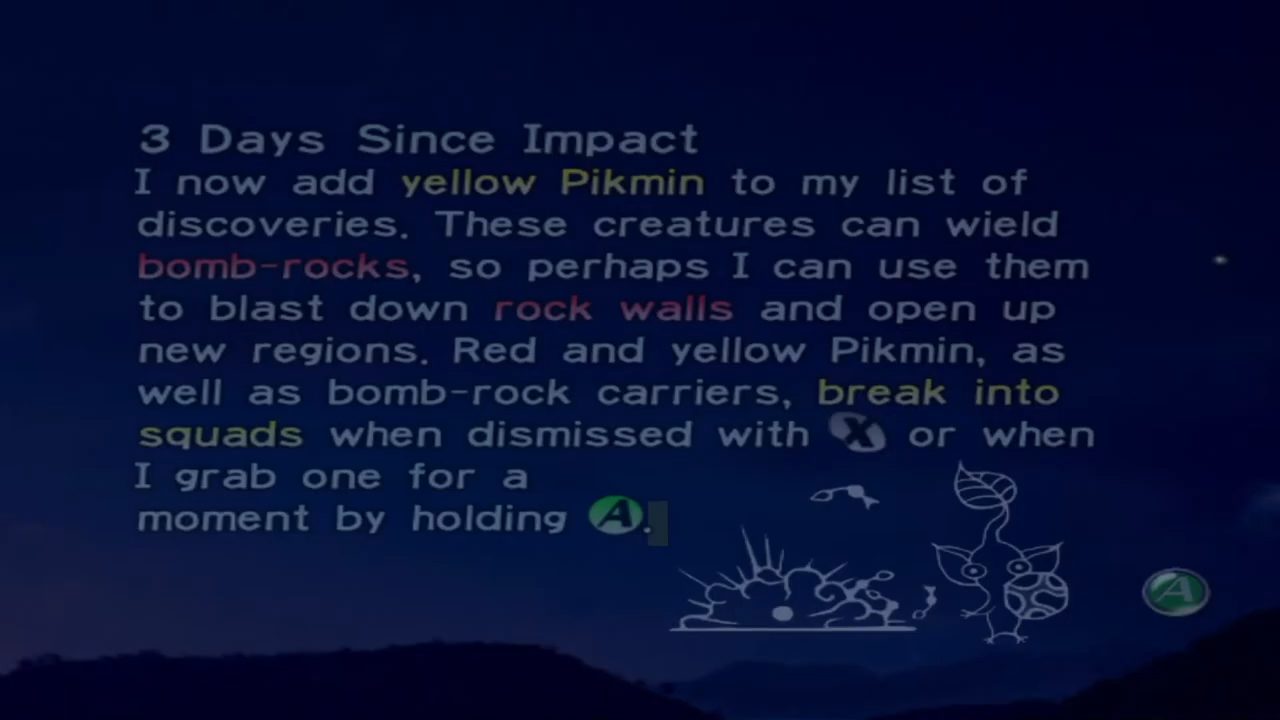 3 Days Since Impact
I now add yellow Pikmin to my list of
discoveries. These creatures can wield
bomb-rocks, so perhaps I can use them
to blast down rock walls and open up
new regions. Red and yellow Pikmin, as
well as bomb-rock carriers, break into
squads when dismissed with X or when
I grab one for a
moment by holding A.
A